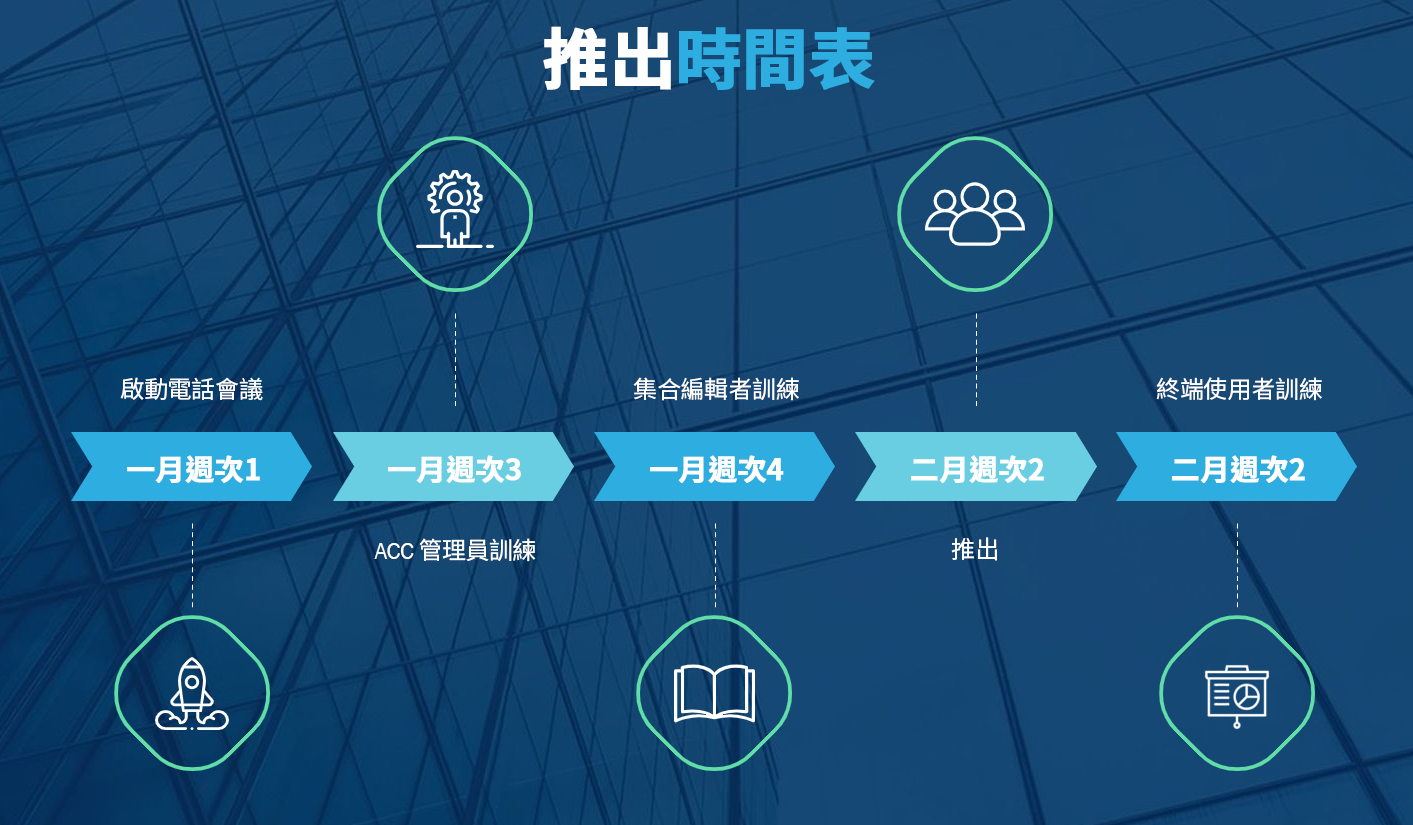 推出時間表
啟動電話會議
集合編輯者訓練
終端使用者訓練
一月週次1
一月週次3
一月週次4
二月週次2
二月週次2
ACC 管理員訓練
推出